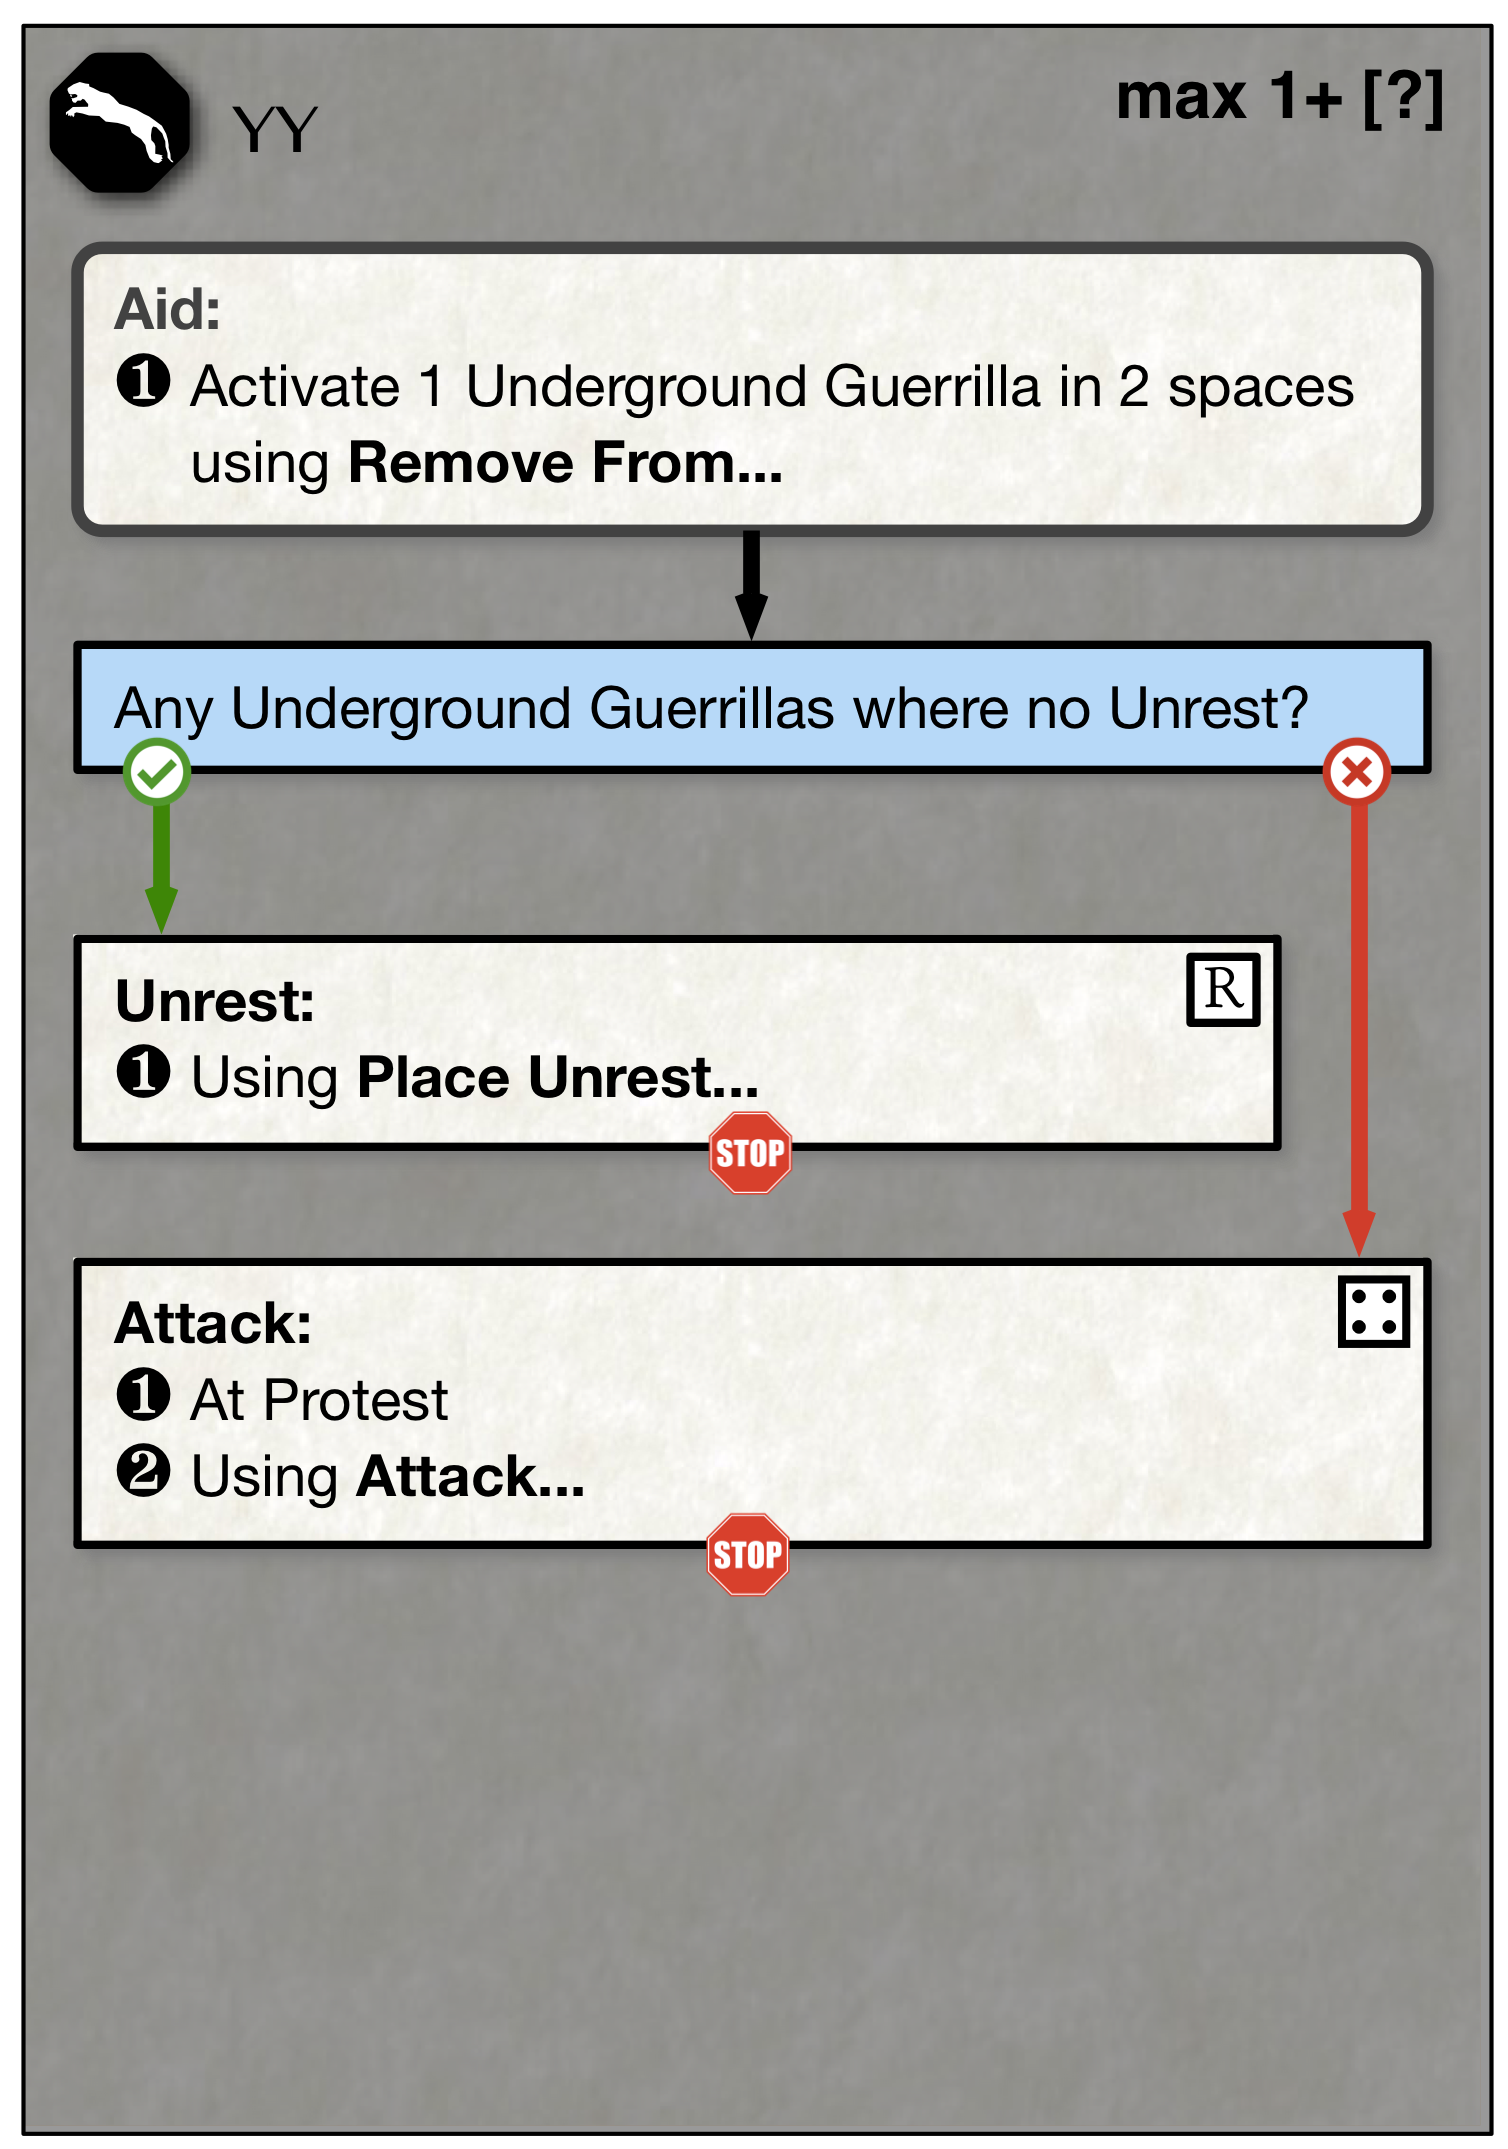 YY
max 1+ [?]
Aid:
❶ Activate 1 Underground Guerrilla in 2 spaces
using Remove From...
Any Underground Guerrillas where no Unrest?
Unrest:
R
❶ Using Place Unrest...
STOP
Attack:
❶ At Protest
❷ Using Attack...
STOP